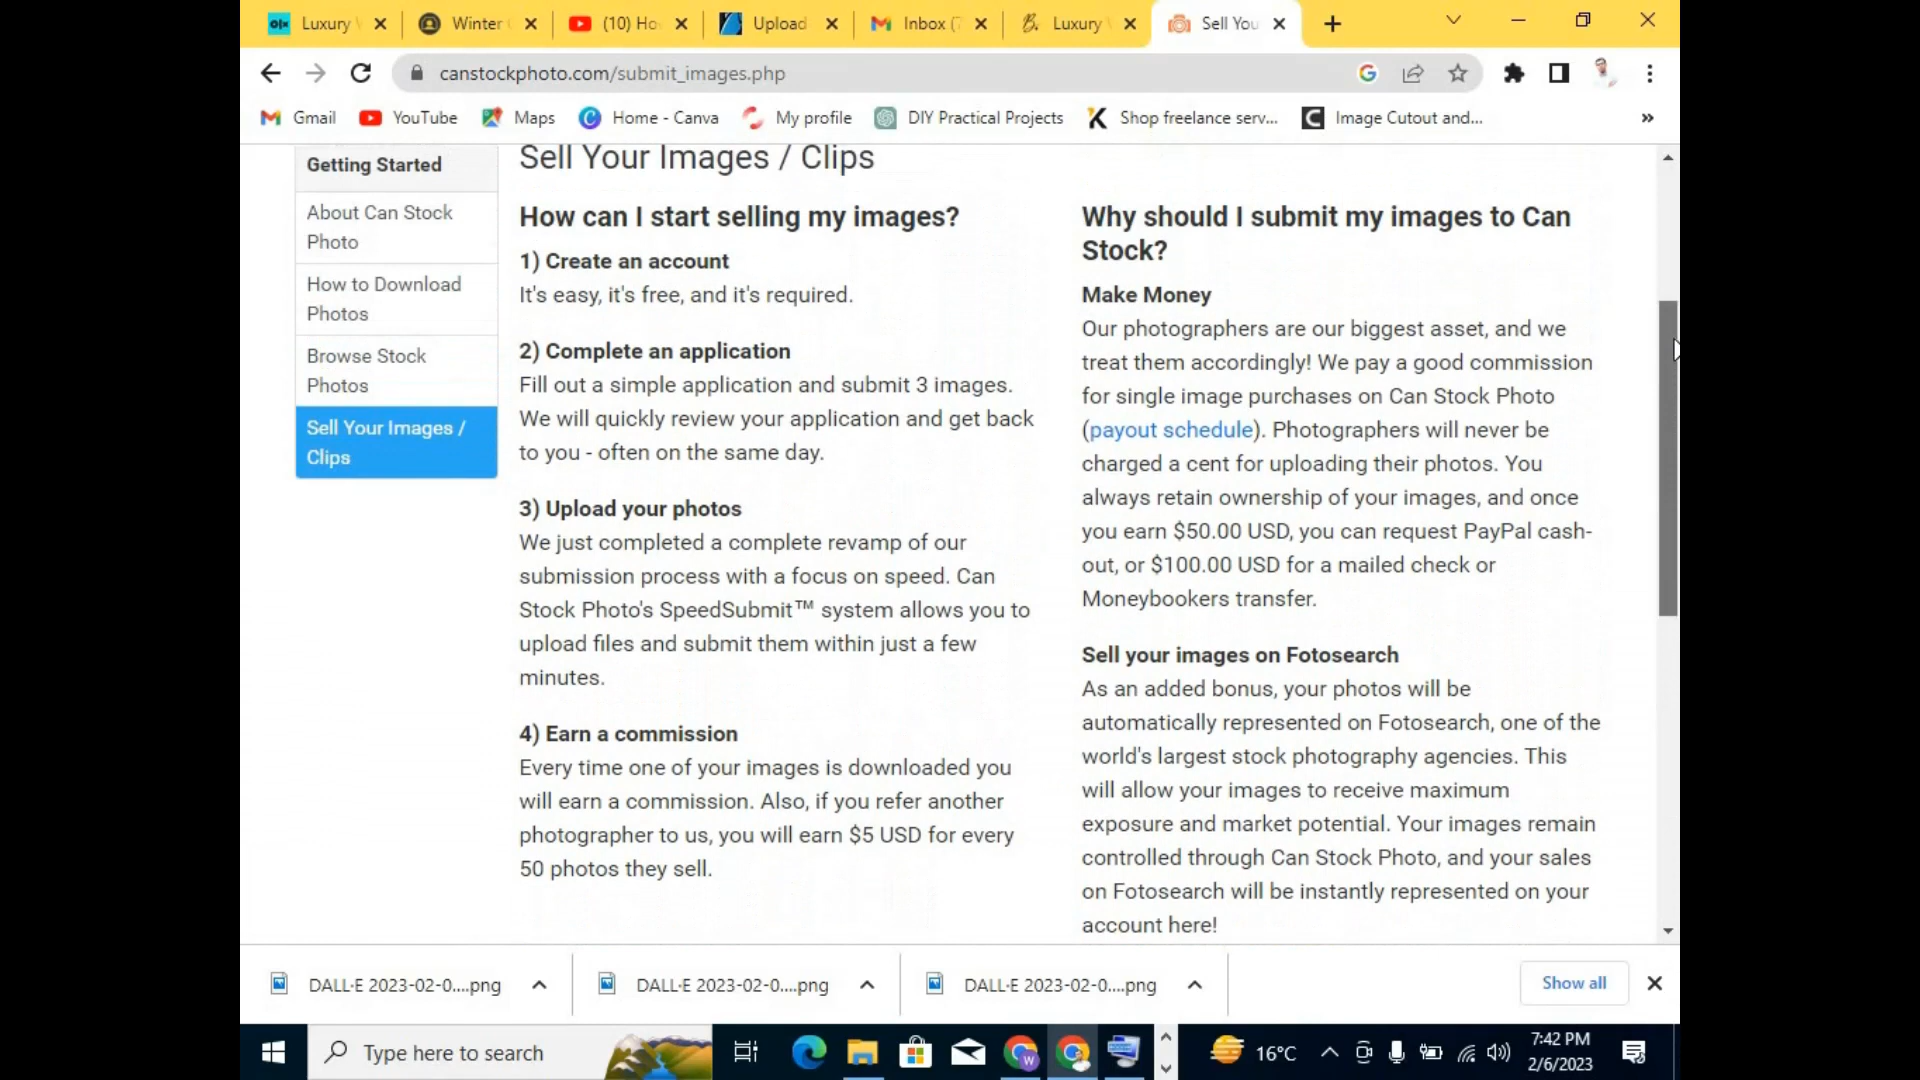 Luxury
Winter
(10) Ho
Upload
Inbox (
Luxury
Sell You
canstockphoto.com/submit_images.php
Gmail
YouTube
Maps
Home - Canva
My profile
DIY Practical Projects
Shop freelance serv...
Image Cutout and...
»
Getting Started
About Can Stock
Photo
How to Download
Photos
Browse Stock
Photos
Sell Your Images /
Clips
Sell Your Images / Clips
How can I start selling my images?
1) Create an account
It's easy, it's free, and it's required.
2) Complete an application
Fill out a simple application and submit 3 images.
We will quickly review your application and get back
to you - often on the same day.
3) Upload your photos
We just completed a complete revamp of our
submission process with a focus on speed. Can
Stock Photo's SpeedSubmit™ system allows you to
upload files and submit them within just a few
minutes.
4) Earn a commission
Every time one of your images is downloaded you
will earn a commission. Also, if you refer another
photographer to us, you will earn $5 USD for every
50 photos they sell.
Why should I submit my images to Can
Stock?
Make Money
Our photographers are our biggest asset, and we
treat them accordingly! We pay a good commission
for single image purchases on Can Stock Photo
(payout schedule). Photographers will never be
charged a cent for uploading their photos. You
always retain ownership of your images, and once
you earn $50.00 USD, you can request PayPal cash-
out, or $100.00 USD for a mailed check or
Moneybookers transfer.
Sell your images on Fotosearch
As an added bonus, your photos will be
automatically represented on Fotosearch, one of the
world's largest stock photography agencies. This
will allow your images to receive maximum
exposure and market potential. Your images remain
controlled through Can Stock Photo, and your sales
on Fotosearch will be instantly represented on your
account here!
DALL·E 2023-02-0....png
DALL·E 2023-02-0....png
DALL·E 2023-02-0....png
Show all
Type here to search
16°C
7:42 PM
2/6/2023